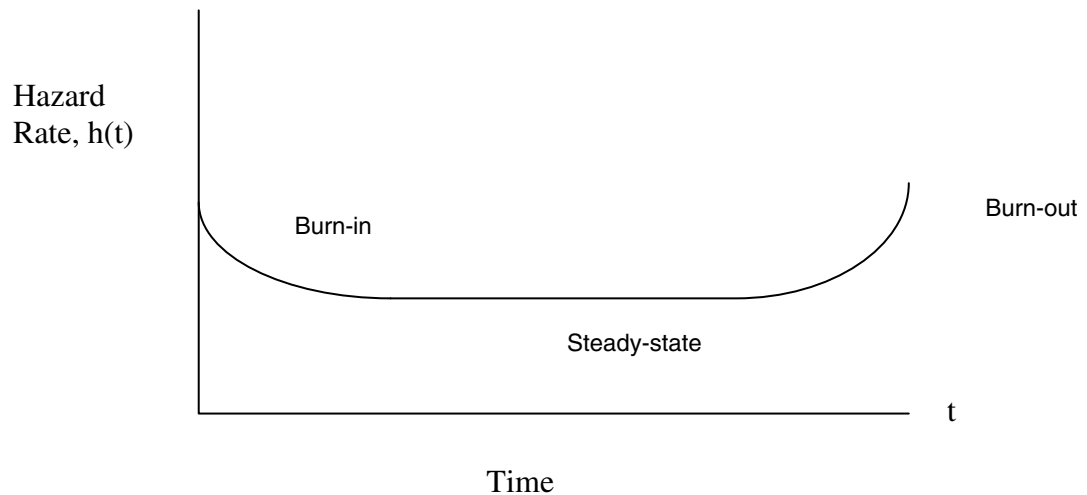 Hazard
Rate, h(t)
Burn-in
Burn-out
Steady-state
t
Time